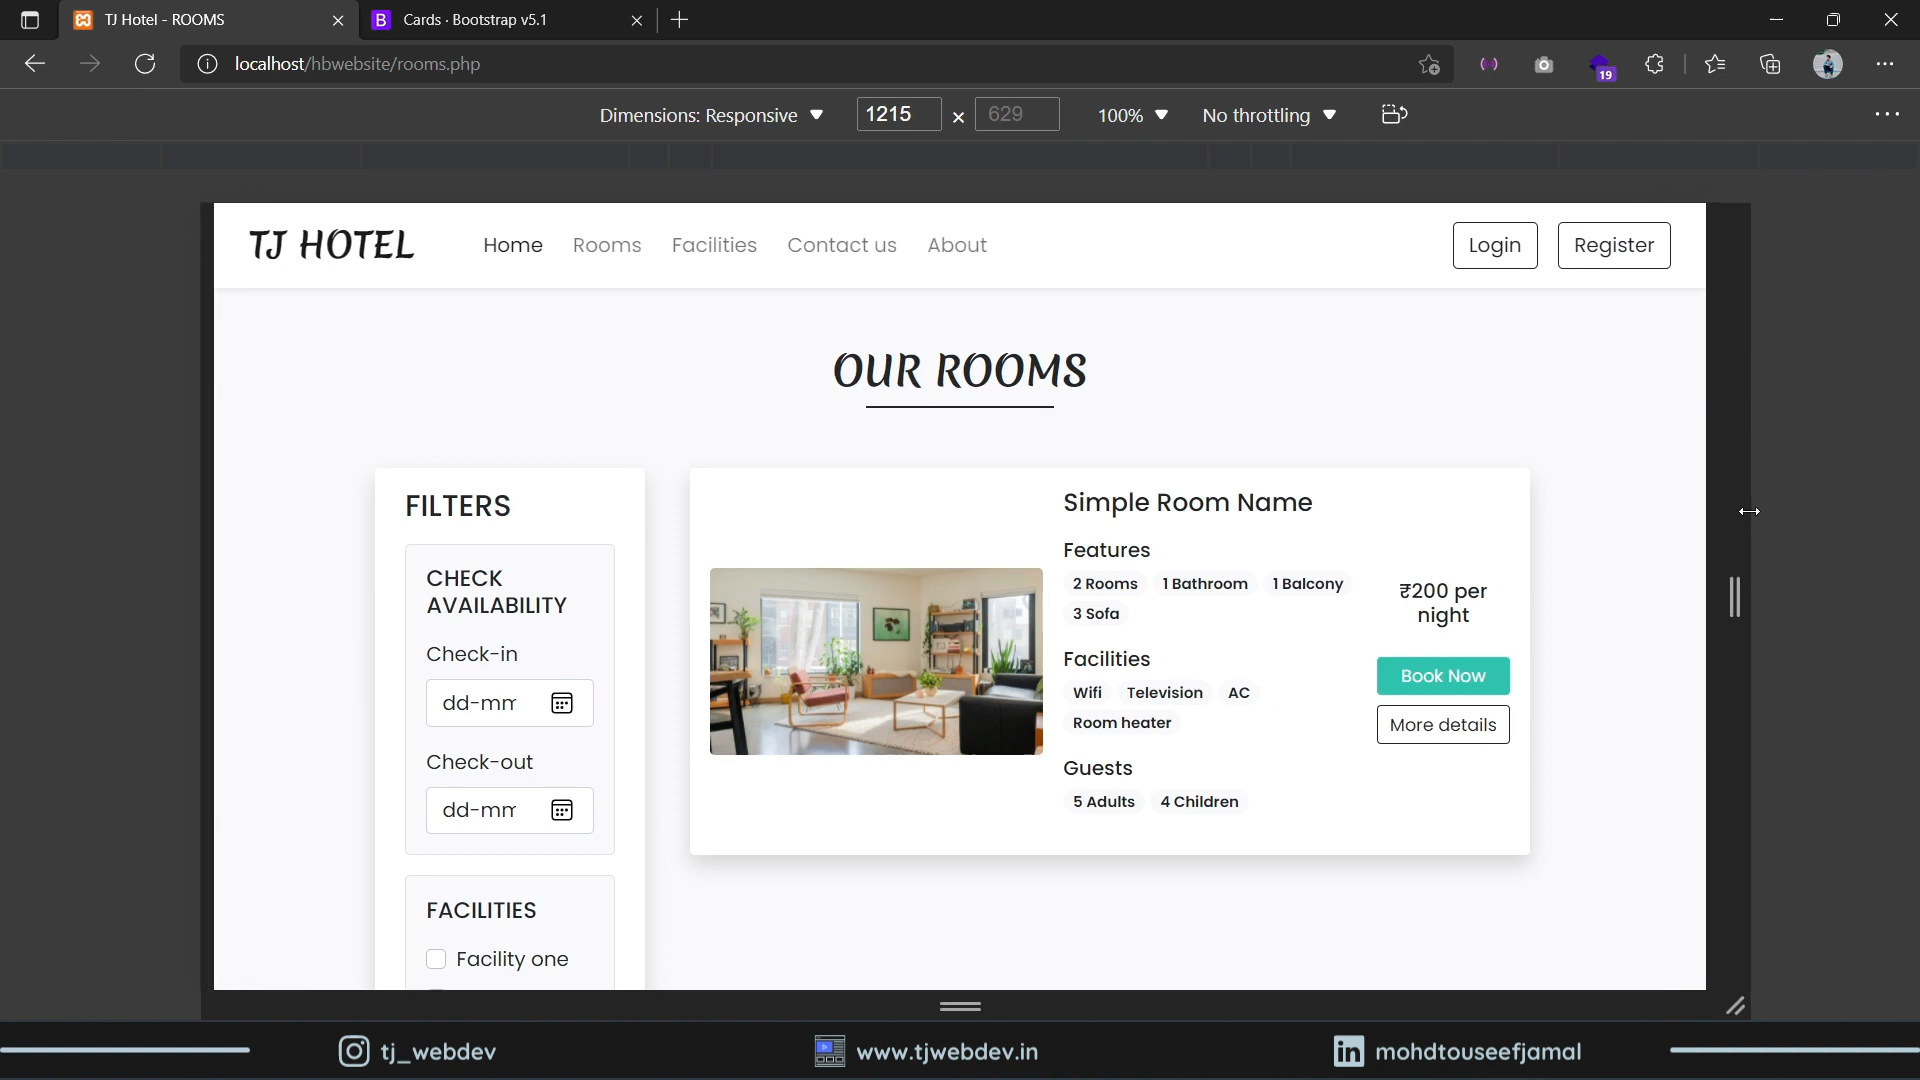 TJ Hotel - ROOMS
B Cards · Bootstrap v5.1
localhost/hbwebsite/rooms.php
19
Dimensions: Responsive 1215 × 629 100% No throttling
TJ HOTEL Home Rooms Facilities Contact us About Login Register
OUR ROOMS
FILTERS
CHECK
AVAILABILITY
Check-in
dd-mm
Check-out
dd-mm
FACILITIES
Facility one
Simple Room Name
Features
2 Rooms 1 Bathroom 1 Balcony
3 Sofa
Facilities
Wifi Television AC
Room heater
Guests
5 Adults 4 Children
₹200 per
night
Book Now
More details
tj_webdev www.tjwebdev.in in mohdtouseefjamal